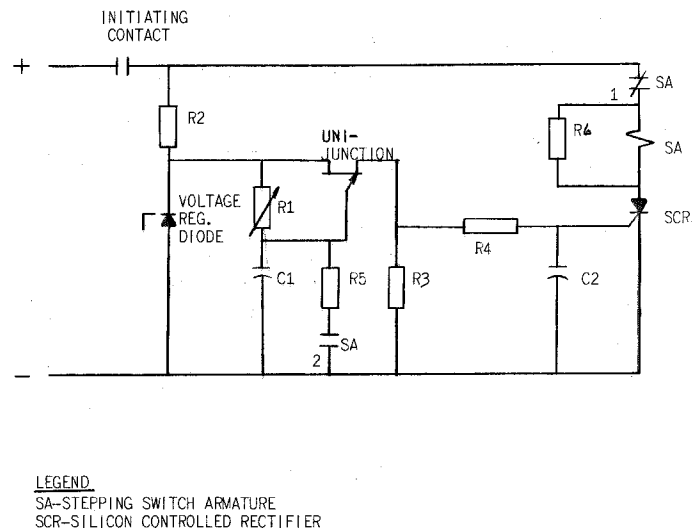 INITIATING
CONTACT
+
SA
1
R2
UNI-
JUNCTION
R6
SA
VOLTAGE
REG.
DIODE
R1
SCR
R4
C1
R5
R3
C2
SA
2
−
LEGEND
SA-STEPPING SWITCH ARMATURE
SCR-SILICON CONTROLLED RECTIFIER